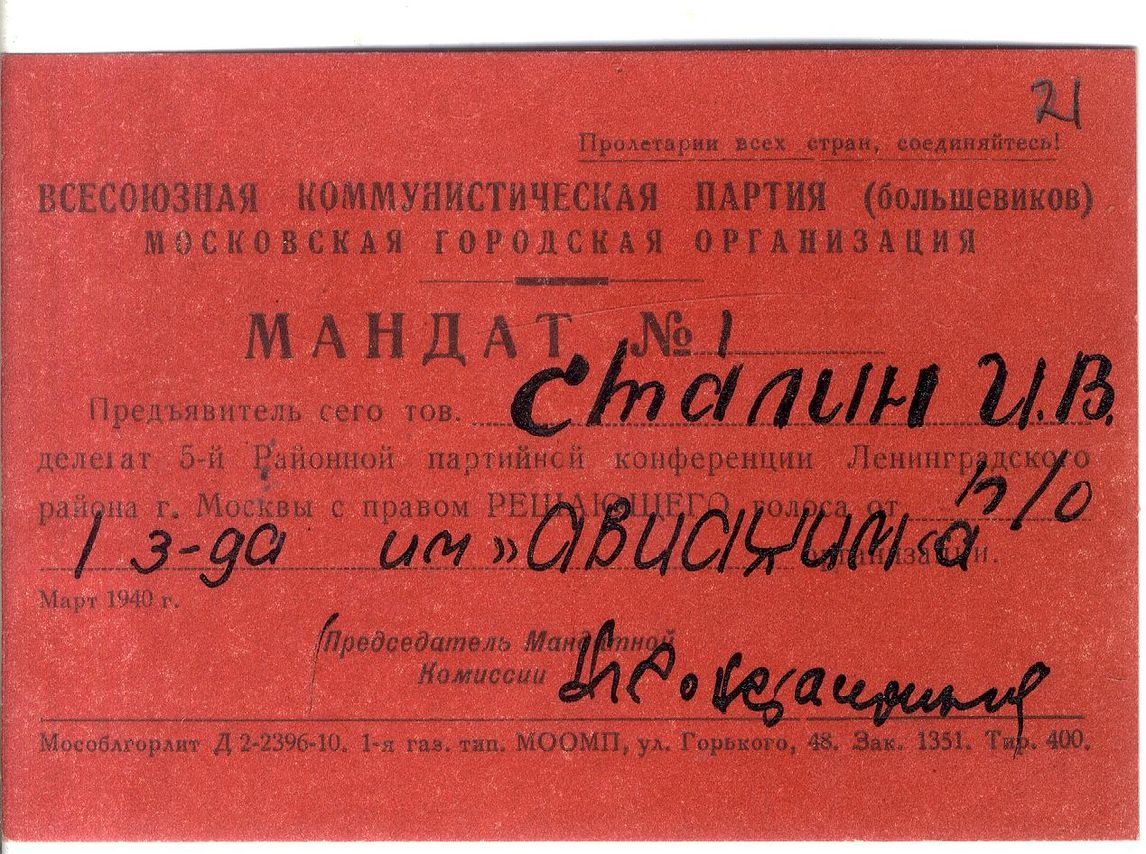 21
Пролетарии всех стран, соединяйтесь!
ВСЕСОЮЗНАЯ КОММУНИСТИЧЕСКАЯ ПАРТИЯ (большевиков)
МОСКОВСКАЯ ГОРОДСКАЯ ОРГАНИЗАЦИЯ
МАНДАТ № 1
Предъявитель сего тов. Сталин И.В.
делегат 5-й Районной партийной конференции Ленинградского
района г. Москвы с правом РЕШАЮЩЕГО голоса от п/о
1 з-да им „Авиахима" организации.
Март 1940 г.
Председатель Мандатной
Комиссии
Мособлгорлит Д 2-2396-10. 1-я газ. тип. МООМП, ул. Горького, 48. Зак. 1351. Тир. 400.